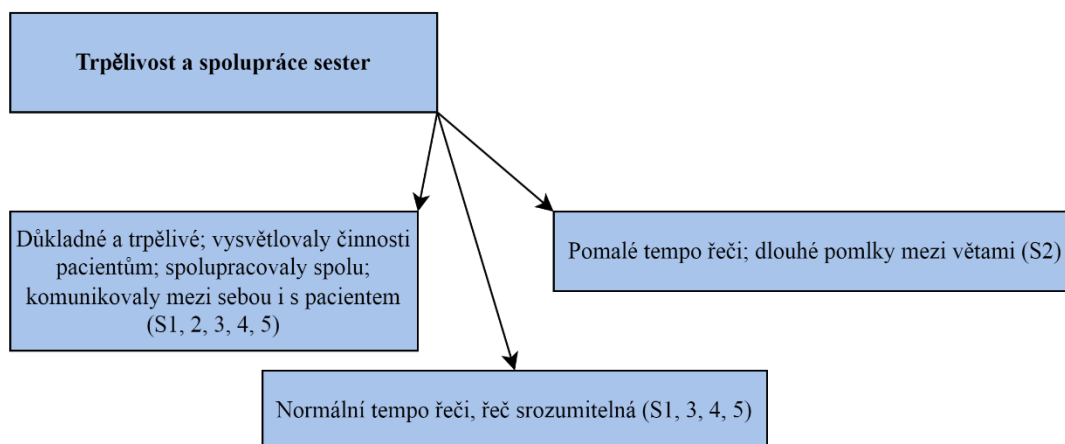 Trpělivost a spolupráce sester
Důkladné a trpělivé; vysvětlovaly činnosti
pacientům; spolupracovaly spolu;
komunikovaly mezi sebou i s pacientem
(S1, 2, 3, 4, 5)
Pomalé tempo řeči; dlouhé pomlky mezi větami (S2)
Normální tempo řeči, řeč srozumitelná (S1, 3, 4, 5)